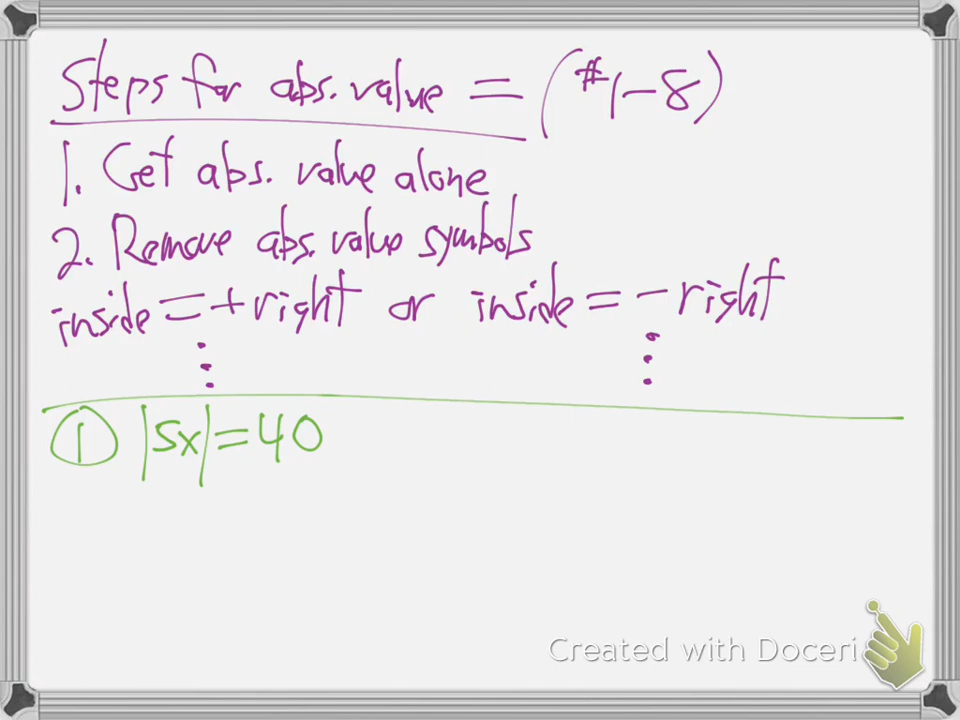 Steps for abs. value = (#1-8)
1. Get abs. value alone
2. Remove abs. value symbols
inside = + right or inside = - right
⋮ ⋮
① |5x| = 40
Created with Doceri